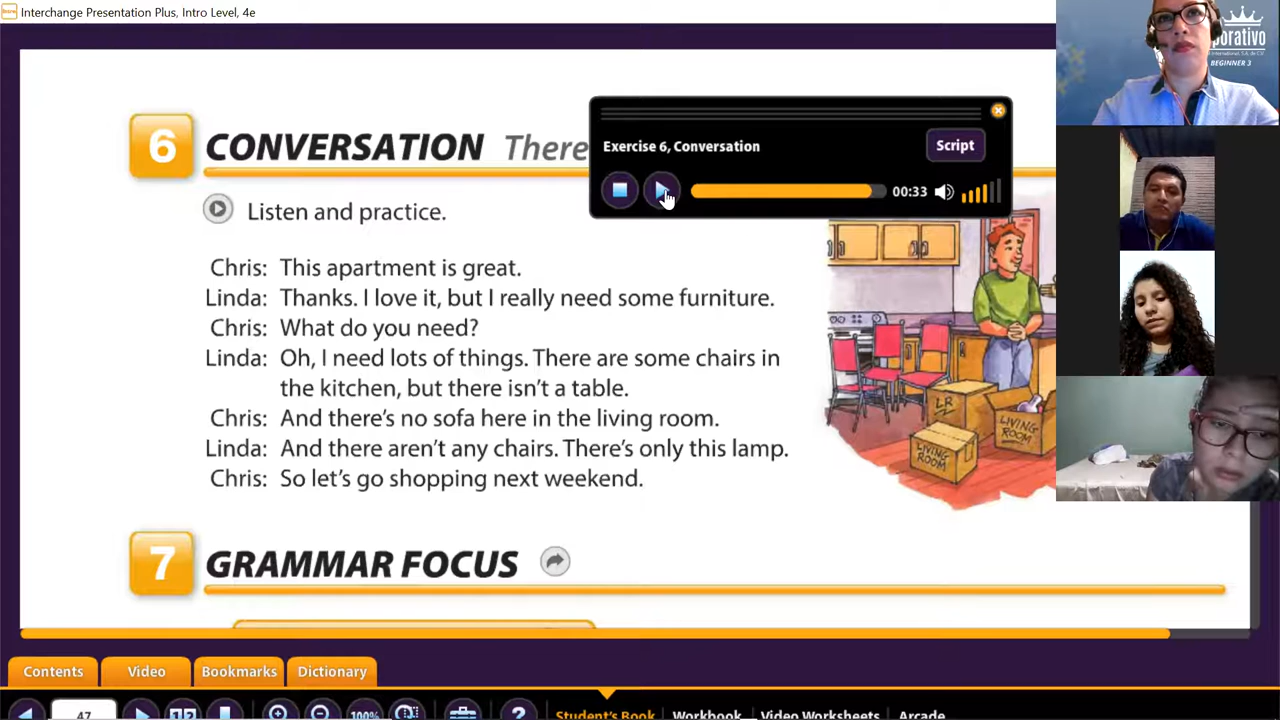 Interchange Presentation Plus, Intro Level, 4e
porativo
International, S.A. de C.V.
BEGINNER 3
6 CONVERSATION There
Exercise 6, Conversation
Script
00:33
Listen and practice.
Chris: This apartment is great.
Linda: Thanks. I love it, but I really need some furniture.
Chris: What do you need?
Linda: Oh, I need lots of things. There are some chairs in
the kitchen, but there isn't a table.
Chris: And there's no sofa here in the living room.
Linda: And there aren't any chairs. There's only this lamp.
Chris: So let's go shopping next weekend.
LR
LIVING
ROOM
LIVING
ROOM
7 GRAMMAR FOCUS
Contents Video Bookmarks Dictionary
47 100% ? Student's Book Workbook Video Worksheets Arcade